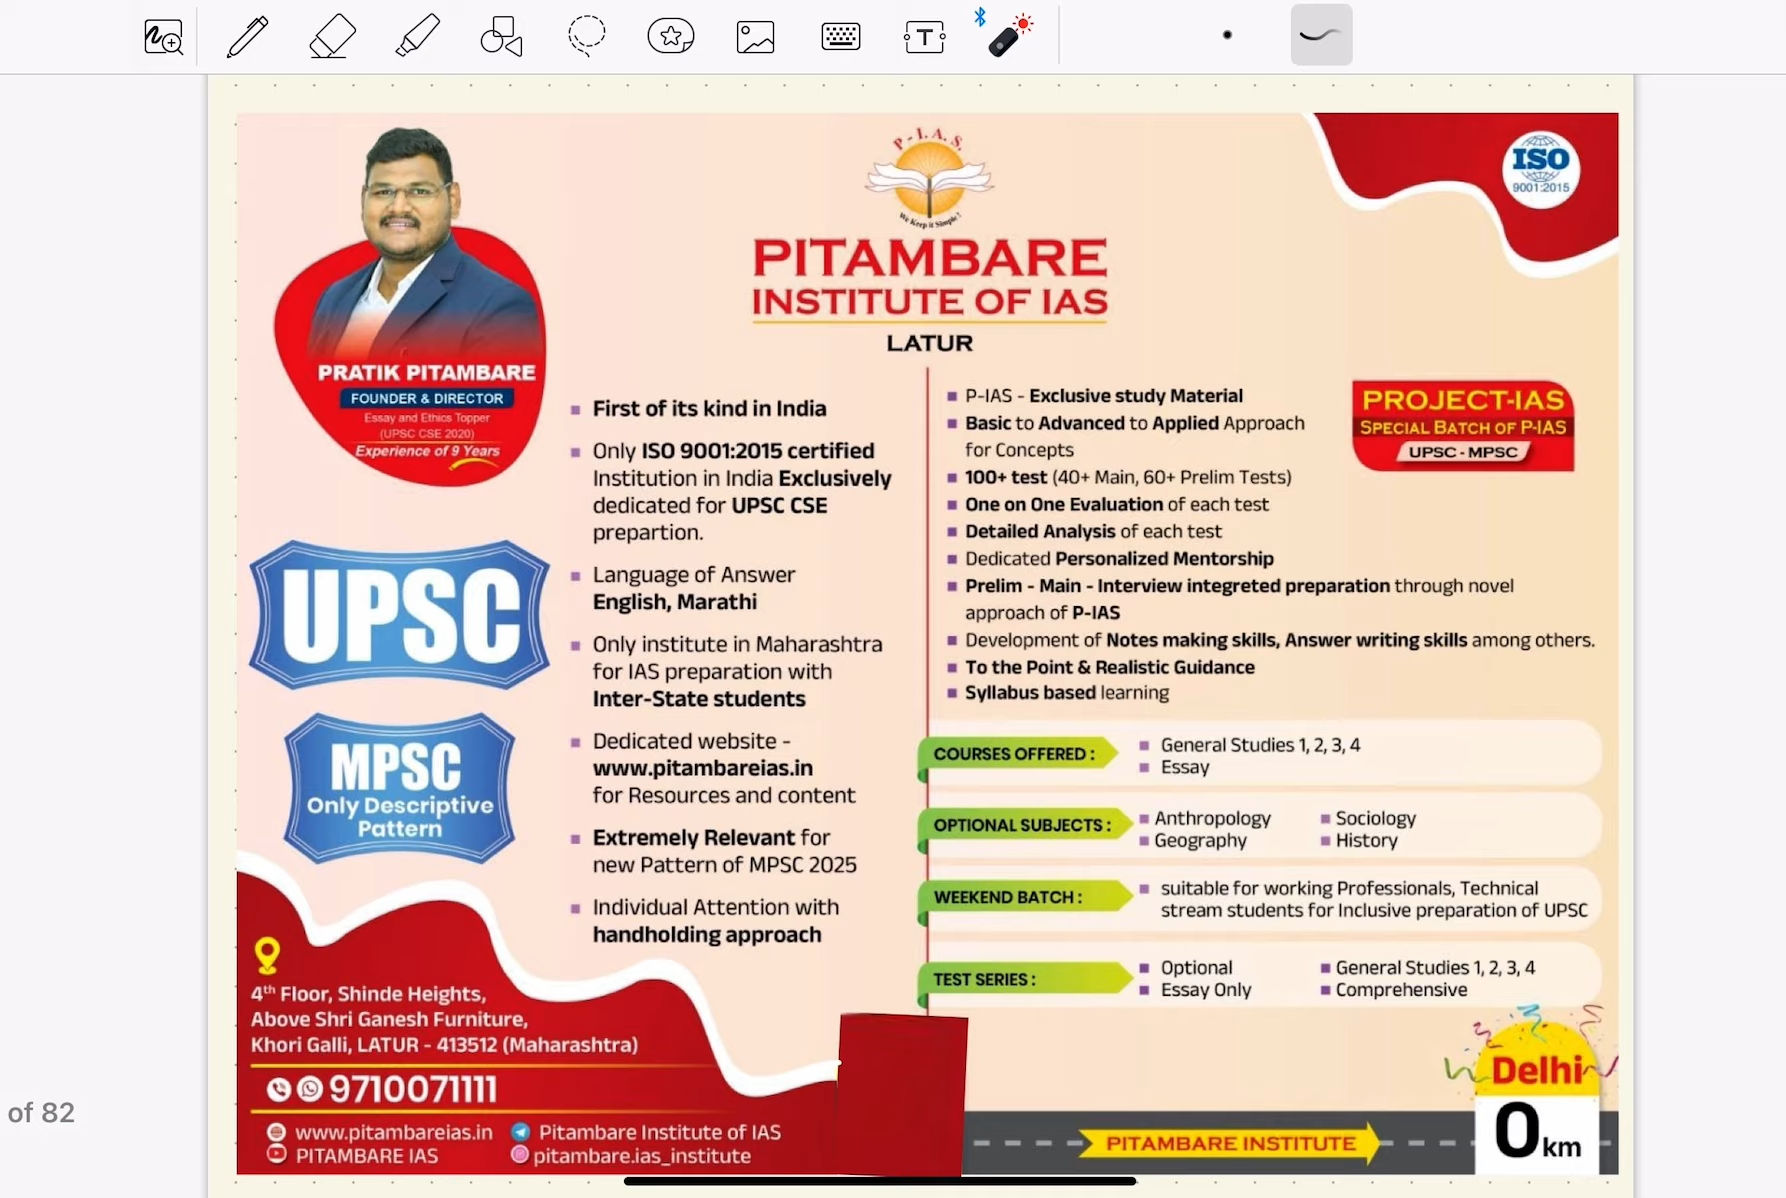 P-I.A.S.
We Keep it Simple !
PITAMBARE
INSTITUTE OF IAS
LATUR
ISO
9001:2015
PRATIK PITAMBARE
FOUNDER & DIRECTOR
Essay and Ethics Topper
(UPSC CSE 2020)
Experience of 9 Years
UPSC
MPSC
Only Descriptive
Pattern
First of its kind in India
Only ISO 9001:2015 certified
Institution in India Exclusively
dedicated for UPSC CSE
prepartion.
Language of Answer
English, Marathi
Only institute in Maharashtra
for IAS preparation with
Inter-State students
Dedicated website -
www.pitambareias.in
for Resources and content
Extremely Relevant for
new Pattern of MPSC 2025
Individual Attention with
handholding approach
P-IAS - Exclusive study Material
Basic to Advanced to Applied Approach
for Concepts
100+ test (40+ Main, 60+ Prelim Tests)
One on One Evaluation of each test
Detailed Analysis of each test
Dedicated Personalized Mentorship
Prelim - Main - Interview integreted preparation through novel
approach of P-IAS
Development of Notes making skills, Answer writing skills among others.
To the Point & Realistic Guidance
Syllabus based learning
PROJECT-IAS
SPECIAL BATCH OF P-IAS
UPSC - MPSC
COURSES OFFERED :
General Studies 1, 2, 3, 4
Essay
OPTIONAL SUBJECTS :
Anthropology Sociology
Geography History
WEEKEND BATCH :
suitable for working Professionals, Technical
stream students for Inclusive preparation of UPSC
TEST SERIES :
Optional General Studies 1, 2, 3, 4
Essay Only Comprehensive
4th Floor, Shinde Heights,
Above Shri Ganesh Furniture,
Khori Galli, LATUR - 413512 (Maharashtra)
9710071111
www.pitambareias.in Pitambare Institute of IAS
PITAMBARE IAS pitambare.ias_institute
PITAMBARE INSTITUTE
Delhi
0 km
of 82